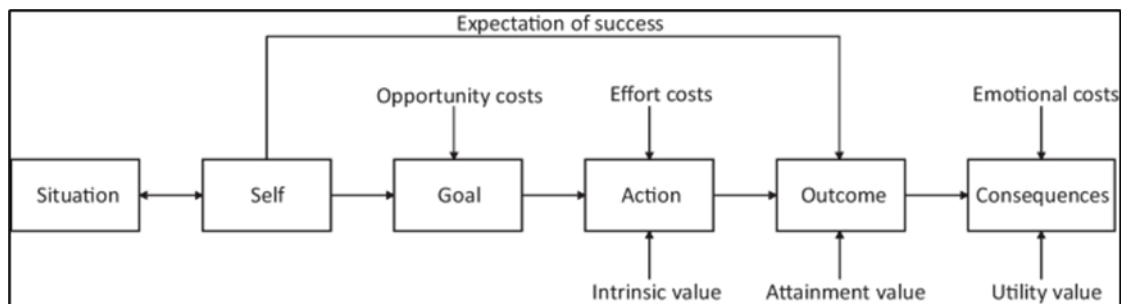 Expectation of success
Opportunity costs
Effort costs
Emotional costs
Situation
Self
Goal
Action
Outcome
Consequences
Intrinsic value
Attainment value
Utility value